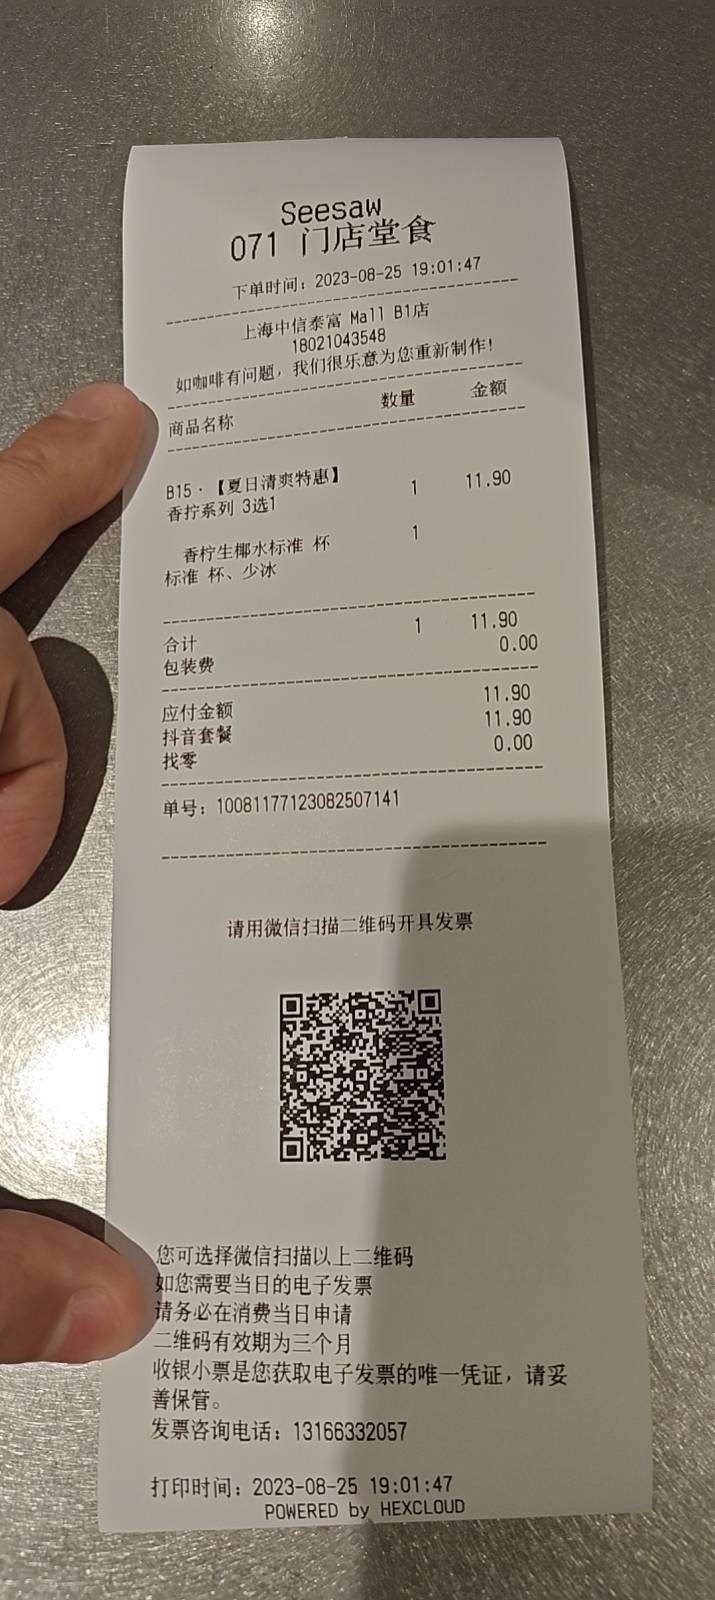 Seesaw
071 门店堂食
下单时间：2023-08-25 19:01:47
上海中信泰富 Mall B1店
18021043548
如咖啡有问题，我们很乐意为您重新制作！
商品名称 数量 金额
B15·【夏日清爽特惠】 1 11.90
香拧系列 3选1
香柠生椰水标准 杯 1
标准 杯、少冰
合计 1 11.90
包装费 0.00
应付金额 11.90
抖音套餐 11.90
找零 0.00
单号：10081177123082507141
请用微信扫描二维码开具发票
您可选择微信扫描以上二维码
如您需要当日的电子发票
请务必在消费当日申请
二维码有效期为三个月
收银小票是您获取电子发票的唯一凭证，请妥
善保管。
发票咨询电话：13166332057
打印时间：2023-08-25 19:01:47
POWERED by HEXCLOUD